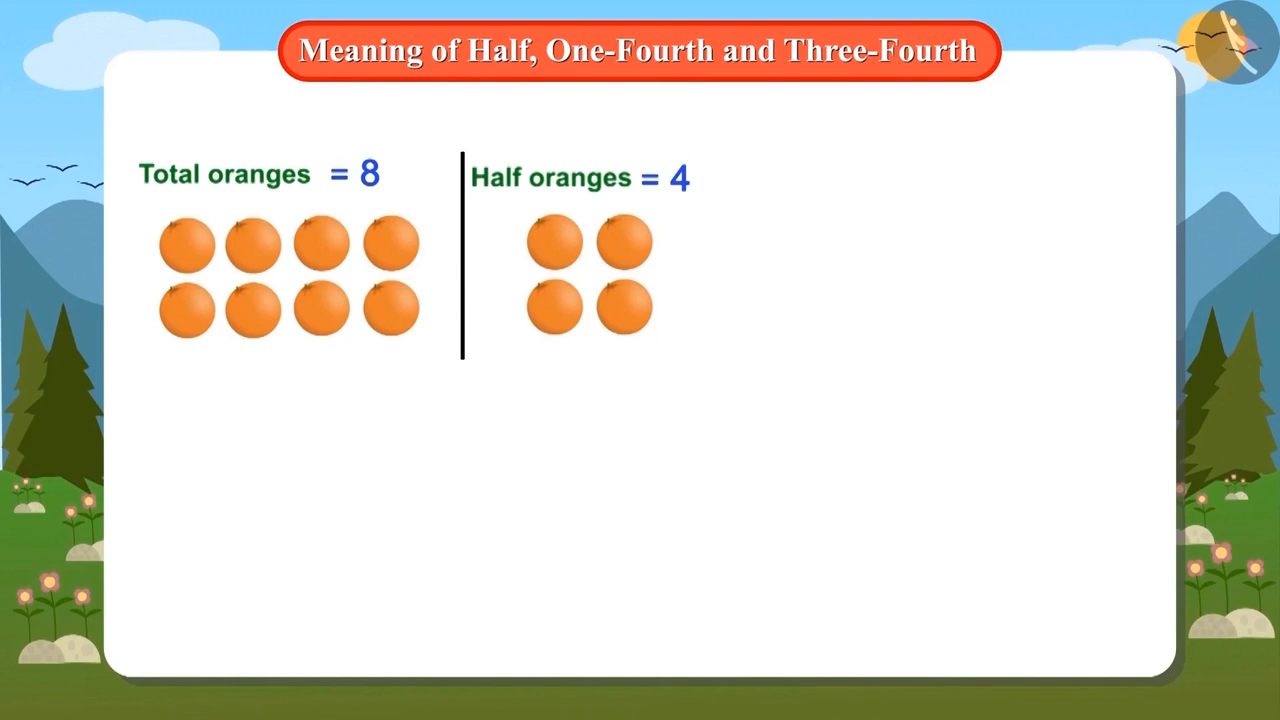 Meaning of Half, One-Fourth and Three-Fourth
Total oranges = 8
Half oranges = 4